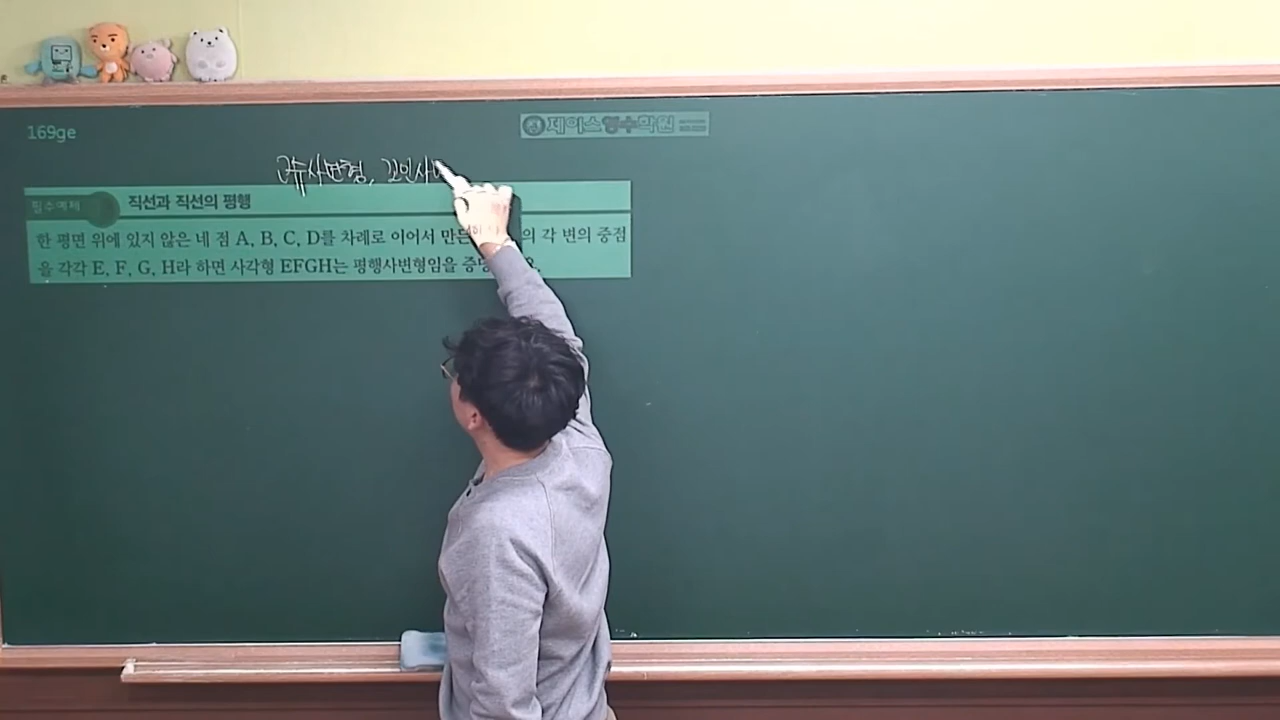 169ge
제이스영수학원
사변형, 꼬인사
필수예제 직선과 직선의 평행
한 평면 위에 있지 않은 네 점 A, B, C, D를 차례로 이어서 만든 의 각 변의 중점
을 각각 E, F, G, H라 하면 사각형 EFGH는 평행사변형임을